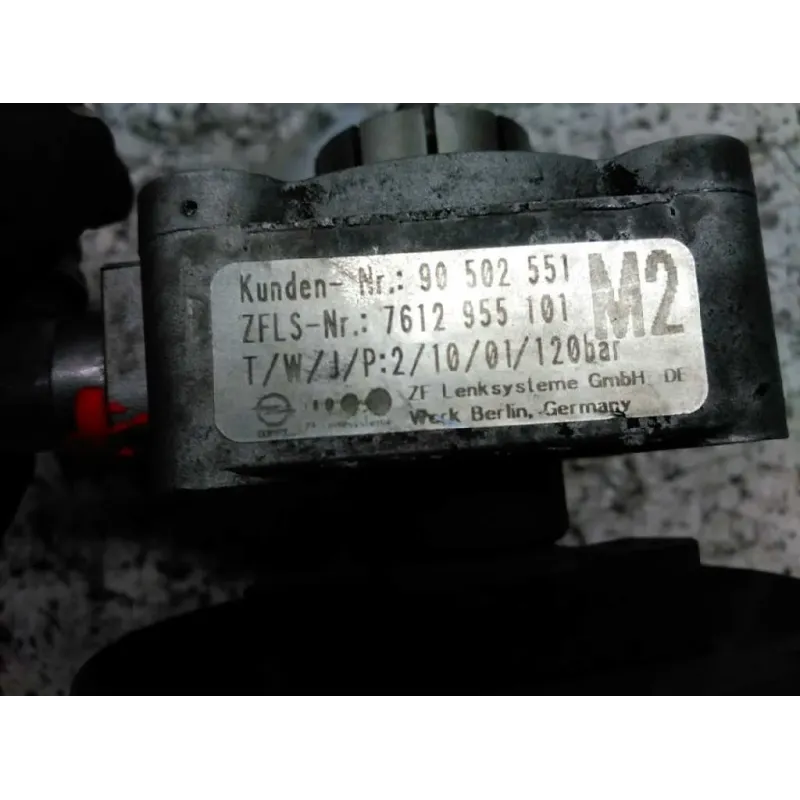 Kunden- Nr.: 90 502 551
M2
ZFLS-Nr.: 7612 955 101
T/W/J/P:2/10/01/120bar
ZF Lenksysteme GmbH, DE
Werk Berlin, Germany